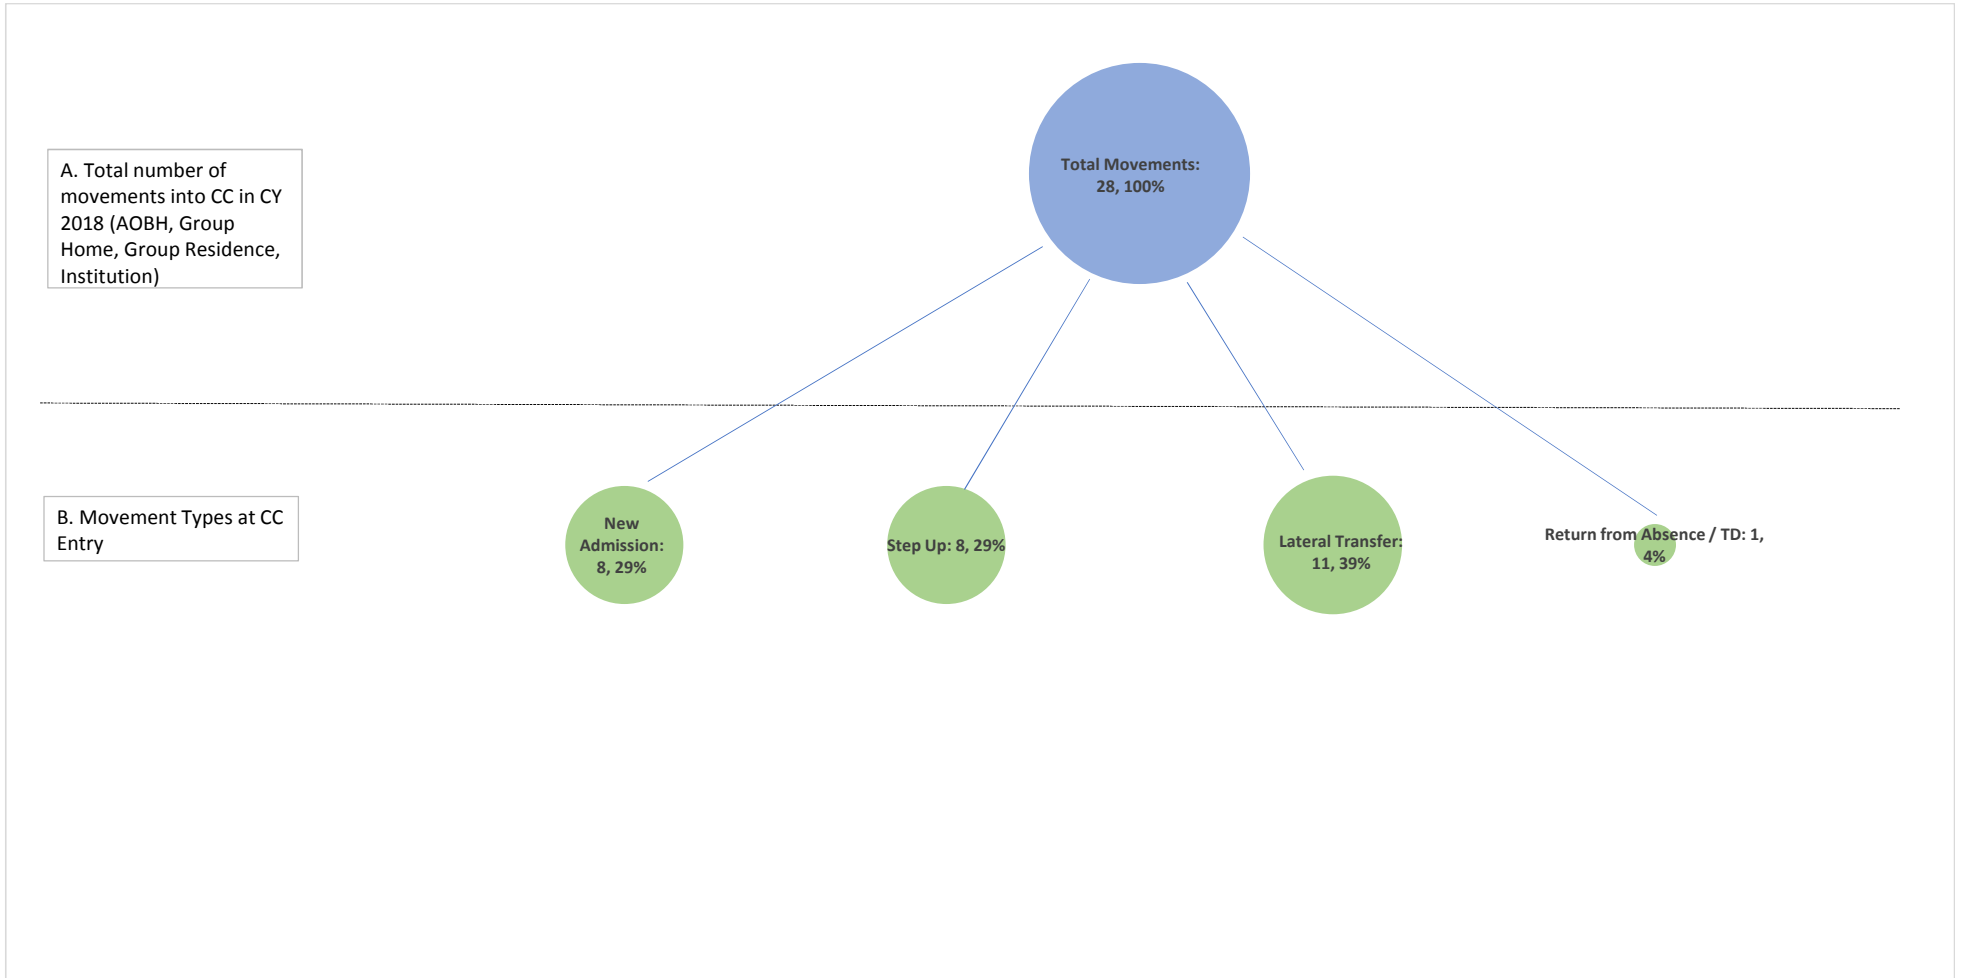 Total Movements:
28, 100%
A. Total number of
movements into CC in CY
2018 (AOBH, Group
Home, Group Residence,
Institution)
B. Movement Types at CC
Entry
New
Admission:
8, 29%
Step Up: 8, 29%
Lateral Transfer:
11, 39%
Return from Absence / TD: 1,
4%